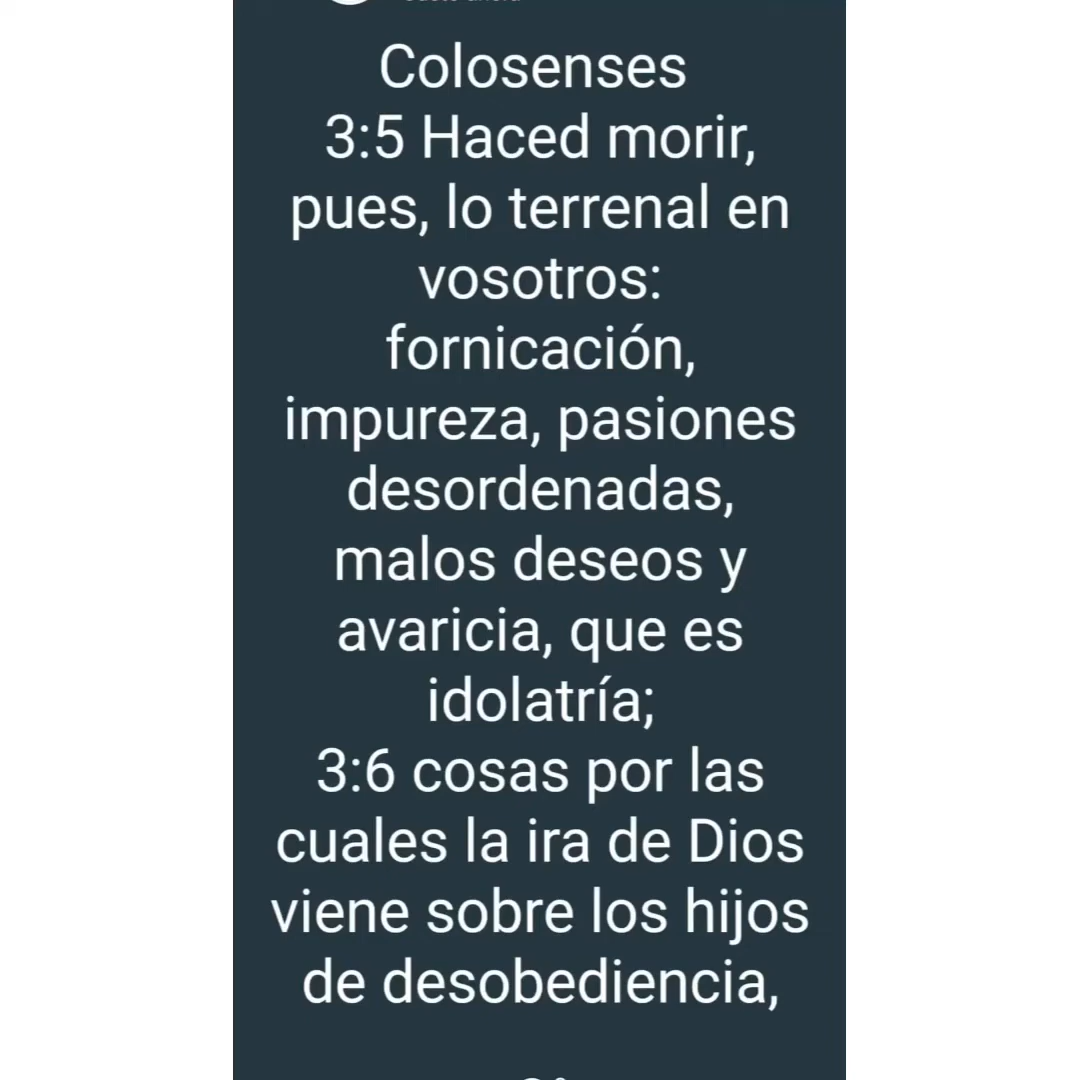 Colosenses
3:5 Haced morir,
pues, lo terrenal en
vosotros:
fornicación,
impureza, pasiones
desordenadas,
malos deseos y
avaricia, que es
idolatría;
3:6 cosas por las
cuales la ira de Dios
viene sobre los hijos
de desobediencia,